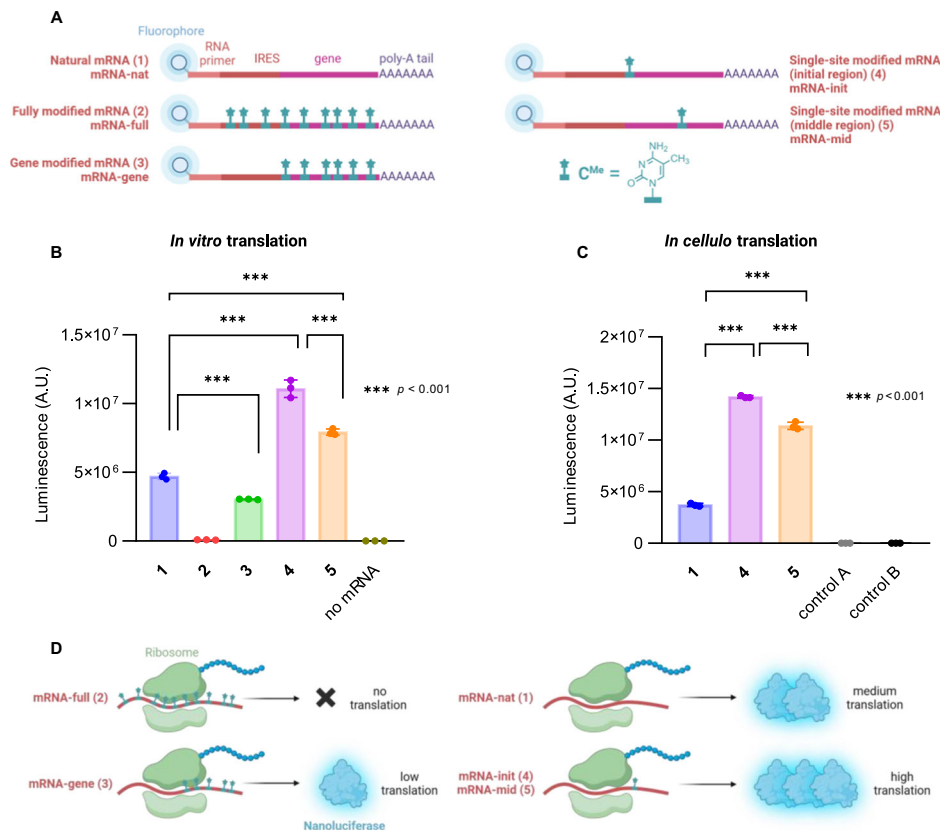 A
Fluorophore
Natural mRNA (1)
mRNA-nat
RNA
primer
IRES
gene
poly-A tail
AAAAAAA
Fully modified mRNA (2)
mRNA-full
AAAAAAA
Gene modified mRNA (3)
mRNA-gene
AAAAAAA
AAAAAAA
Single-site modified mRNA
(initial region) (4)
mRNA-init
AAAAAAA
Single-site modified mRNA
(middle region) (5)
mRNA-mid
CMe =
NH2
CH3
N
N
O
B
In vitro translation
***
***
***
***
*** p < 0.001
Luminescence (A.U.)
1.5×10^7
1×10^7
5×10^6
0
1
2
3
4
5
no mRNA
C
In cellulo translation
***
***
***
*** p < 0.001
Luminescence (A.U.)
2×10^7
1.5×10^7
1×10^7
5×10^6
0
1
4
5
control A
control B
D
Ribosome
mRNA-full (2)
no
translation
mRNA-gene (3)
low
translation
Nanoluciferase
mRNA-nat (1)
medium
translation
mRNA-init (4)
mRNA-mid (5)
high
translation